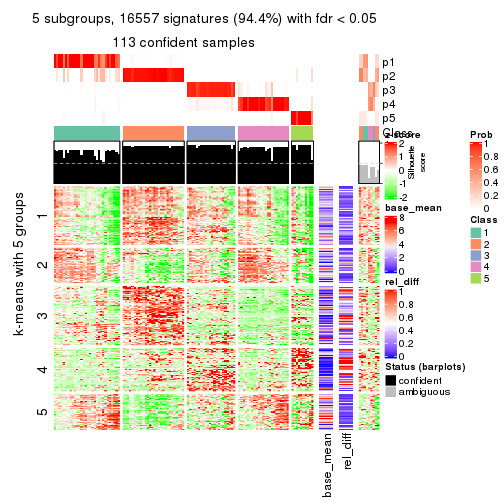 5 subgroups, 16557 signatures (94.4%) with fdr < 0.05
113 confident samples
p1
p2
p3
p4
p5
Class
Silhouette
score
k-means with 5 groups
1
2
3
4
5
base_mean
rel_diff
z-score
2
1
0
-1
-2
base_mean
8
6
4
2
0
rel_diff
1
0.8
0.6
0.4
0.2
0
Status (barplots)
confident
ambiguous
Prob
1
0.8
0.6
0.4
0.2
0
Class
1
2
3
4
5